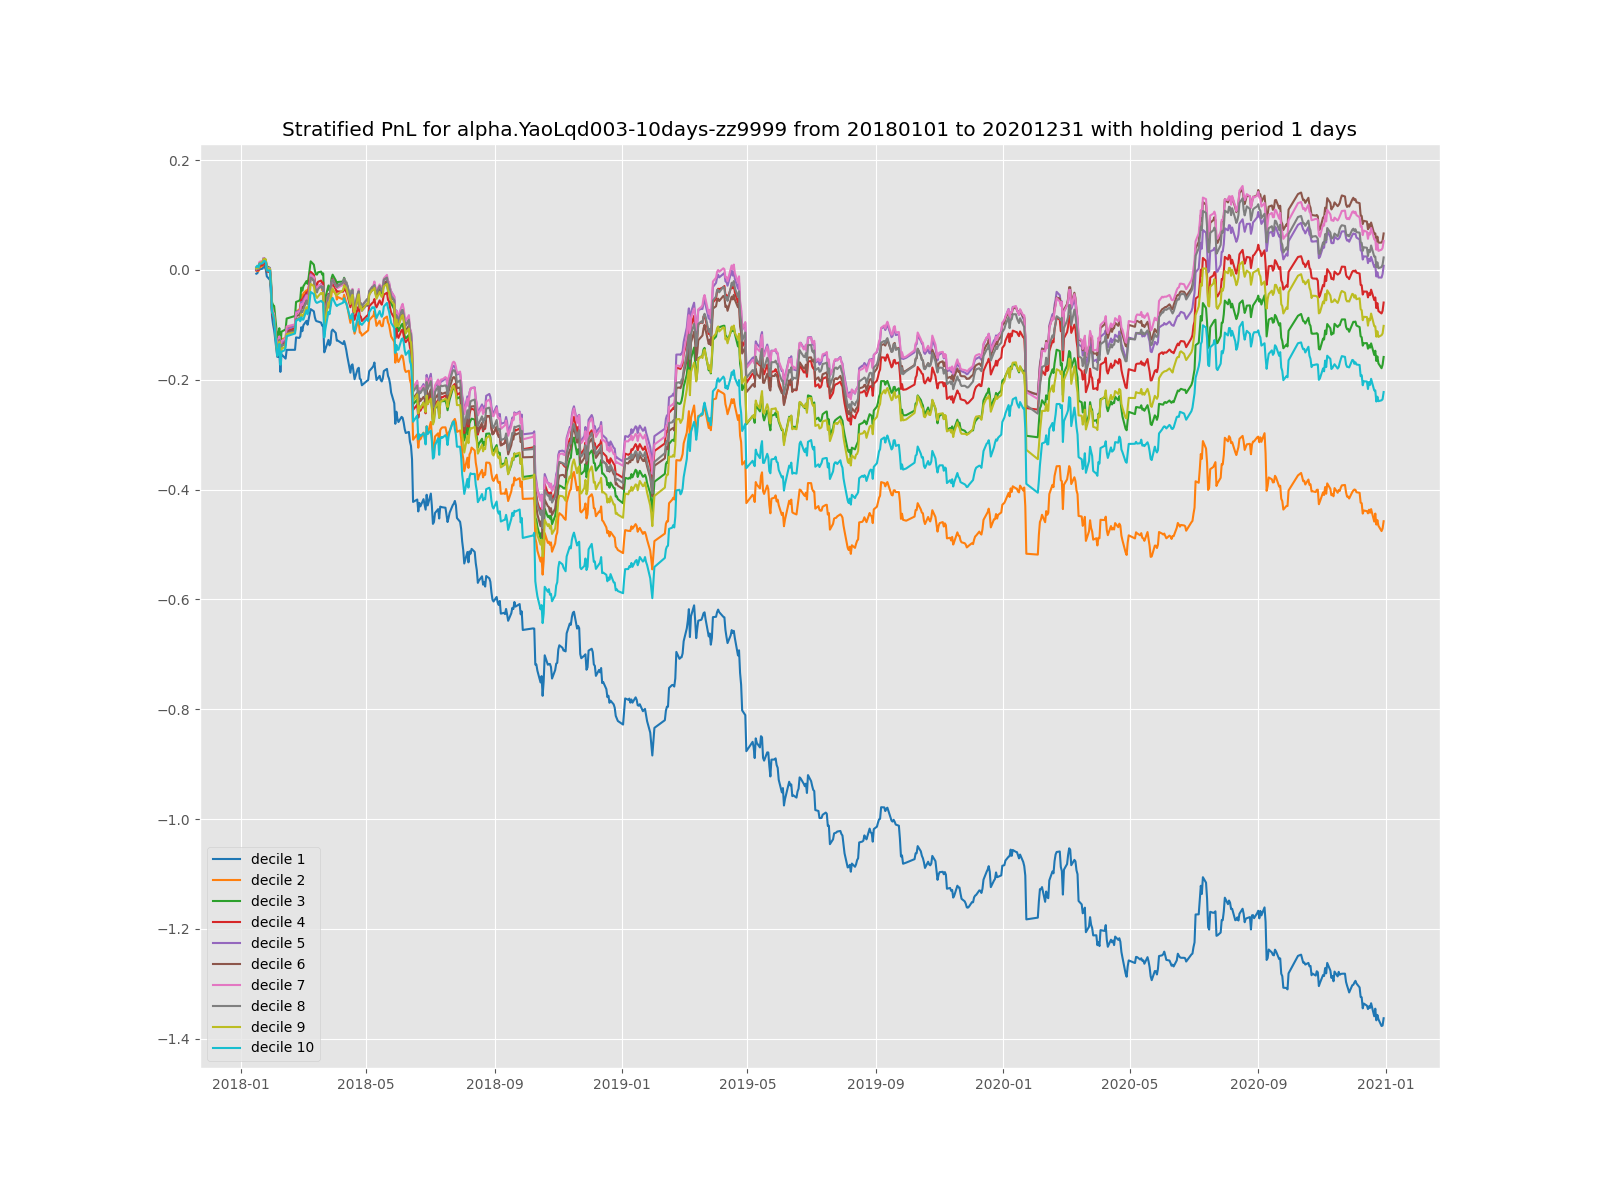 Stratified PnL for alpha.YaoLqd003-10days-zz9999 from 20180101 to 20201231 with holding period 1 days
0.2
0.0
−0.2
−0.4
−0.6
−0.8
−1.0
−1.2
−1.4
decile 1
decile 2
decile 3
decile 4
decile 5
decile 6
decile 7
decile 8
decile 9
decile 10
2018-01 2018-05 2018-09 2019-01 2019-05 2019-09 2020-01 2020-05 2020-09 2021-01